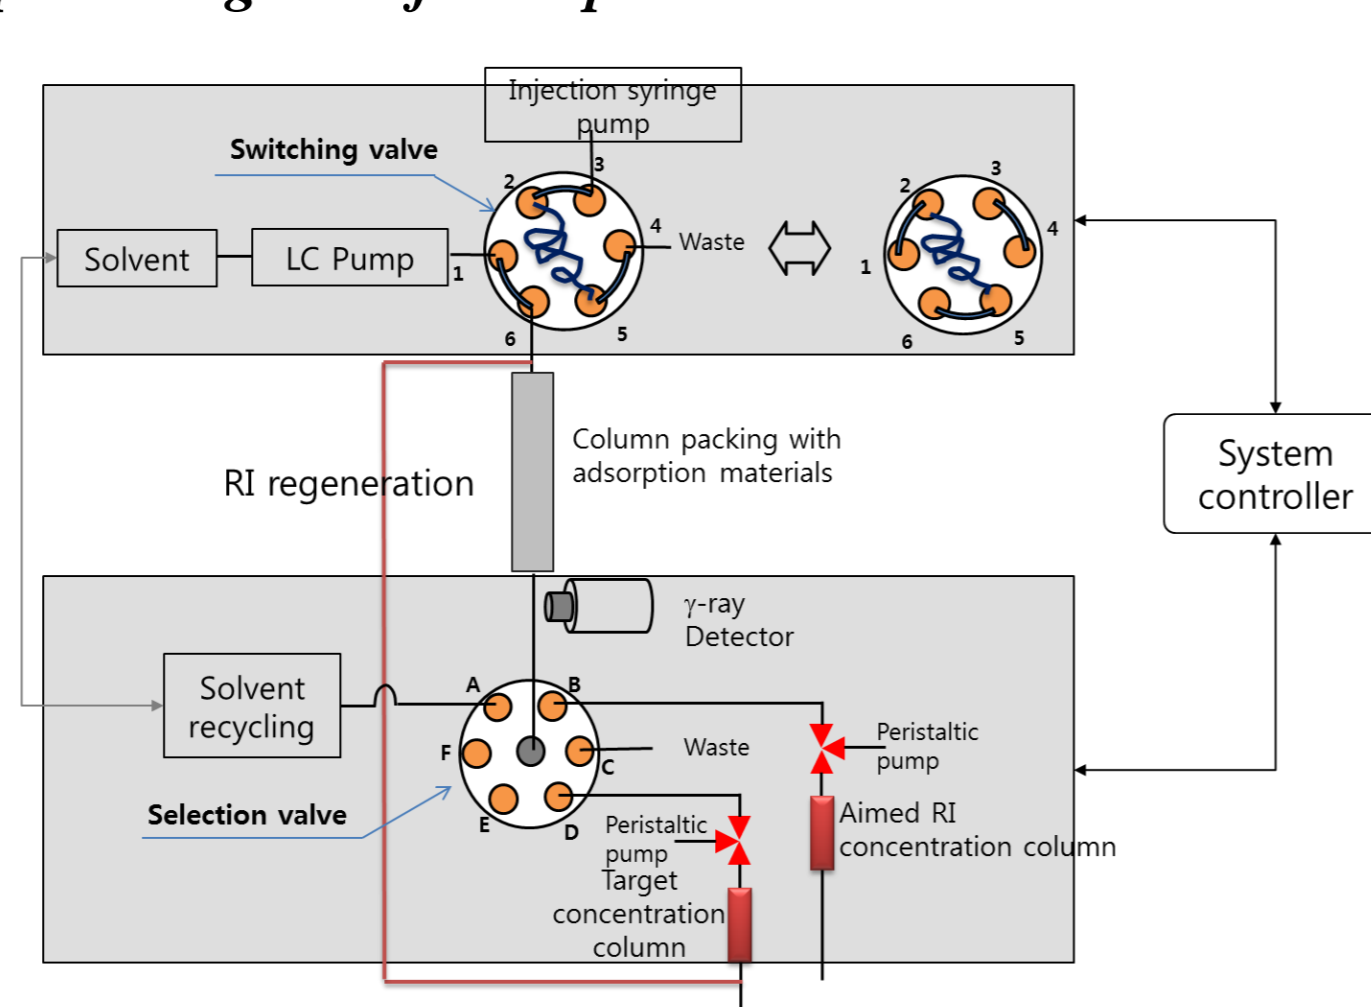 Injection syringe
pump
Switching valve
3
2
4
Waste
Solvent
LC Pump
1
6
5
3
2
4
1
6
5
Column packing with
adsorption materials
RI regeneration
System
controller
γ-ray
Detector
Solvent
recycling
A
B
F
Waste
C
E
D
Peristaltic
pump
Selection valve
Peristaltic
pump
Aimed RI
concentration column
Target
concentration
column